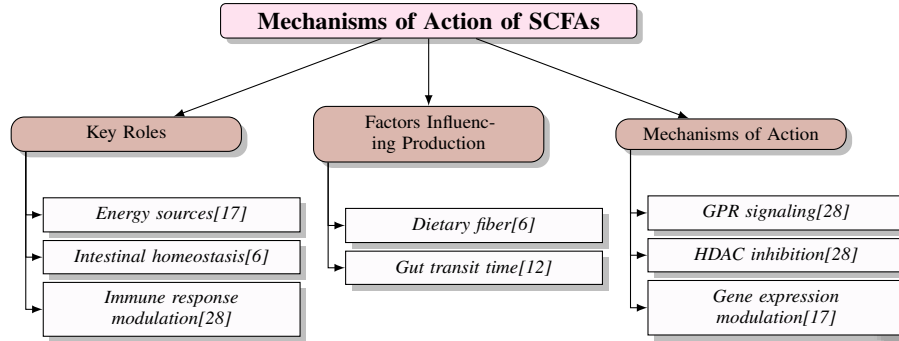 Mechanisms of Action of SCFAs
Key Roles
Energy sources[17]
Intestinal homeostasis[6]
Immune response
modulation[28]
Factors Influenc-
ing Production
Dietary fiber[6]
Gut transit time[12]
Mechanisms of Action
GPR signaling[28]
HDAC inhibition[28]
Gene expression
modulation[17]